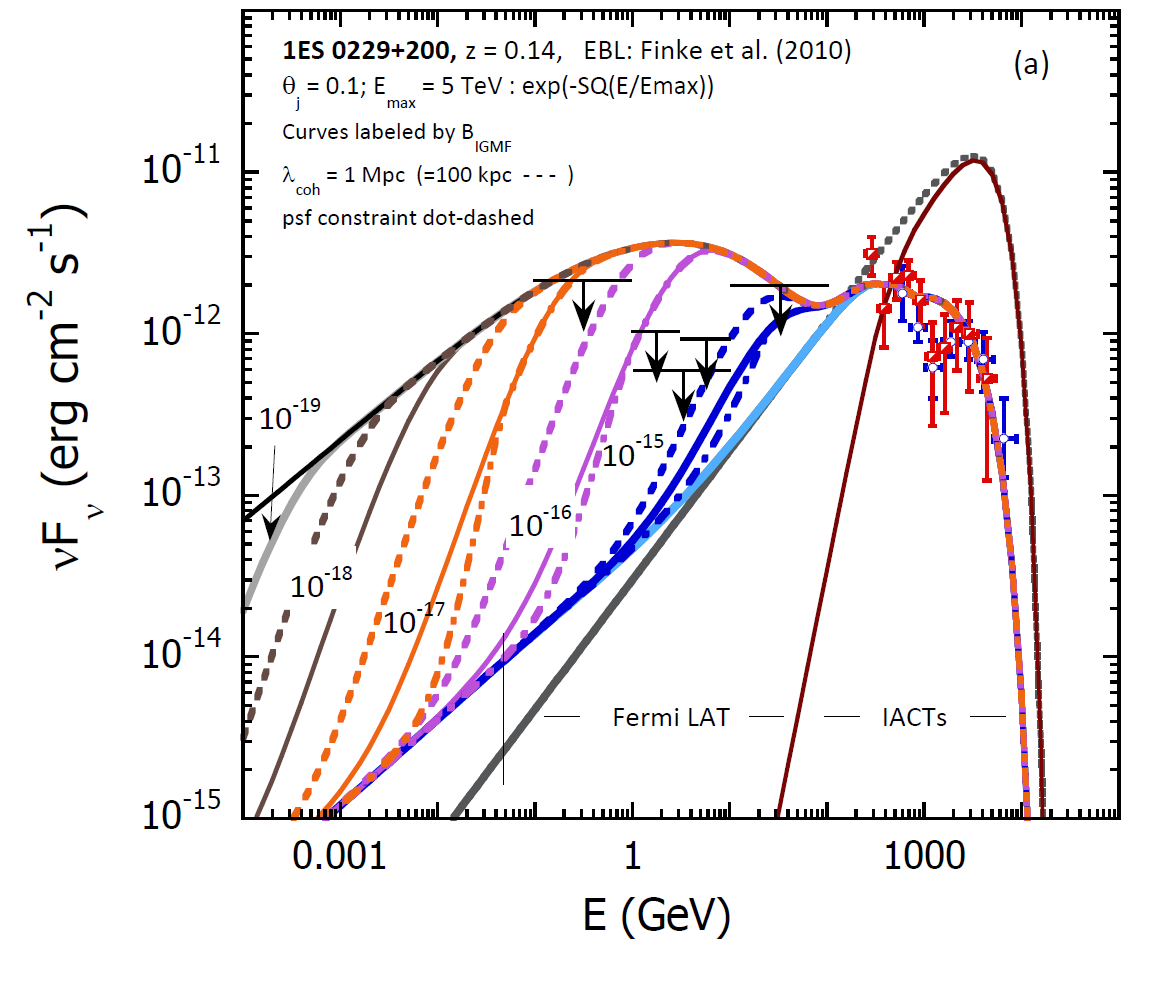 1ES 0229+200, z = 0.14, EBL: Finke et al. (2010)
(a)
θj = 0.1; Emax = 5 TeV : exp(-SQ(E/Emax))
Curves labeled by BIGMF
λcoh = 1 Mpc (=100 kpc - - - )
psf constraint dot-dashed
10^-11
10^-12
10^-13
10^-14
10^-15
νFν (erg cm^-2 s^-1)
10^-19
10^-18
10^-17
10^-16
10^-15
Fermi LAT
IACTs
0.001
1
1000
E (GeV)